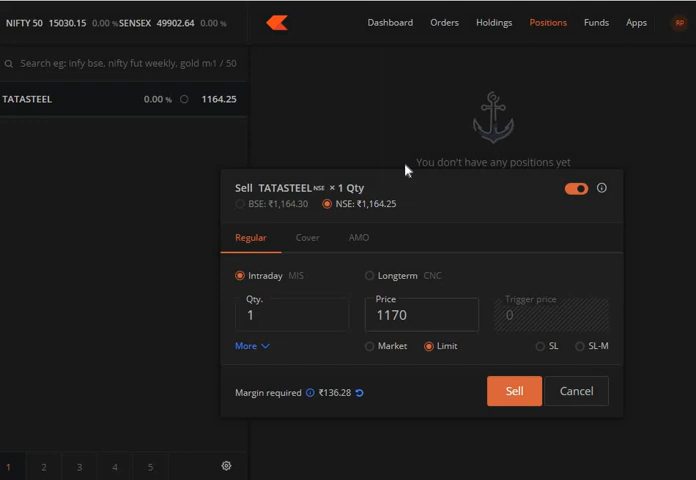 NIFTY 50 15030.15 0.00 % SENSEX 49902.64 0.00 %
Dashboard Orders Holdings Positions Funds Apps RP
Search eg: infy bse, nifty fut weekly, gold m 1 / 50
TATASTEEL 0.00 % 1164.25
You don't have any positions yet
Sell TATASTEEL NSE × 1 Qty
BSE: ₹1,164.30 NSE: ₹1,164.25
Regular Cover AMO
Intraday MIS Longterm CNC
Qty. Price Trigger price
1 1170 0
More Market Limit SL SL-M
Margin required ₹136.28 Sell Cancel
1 2 3 4 5